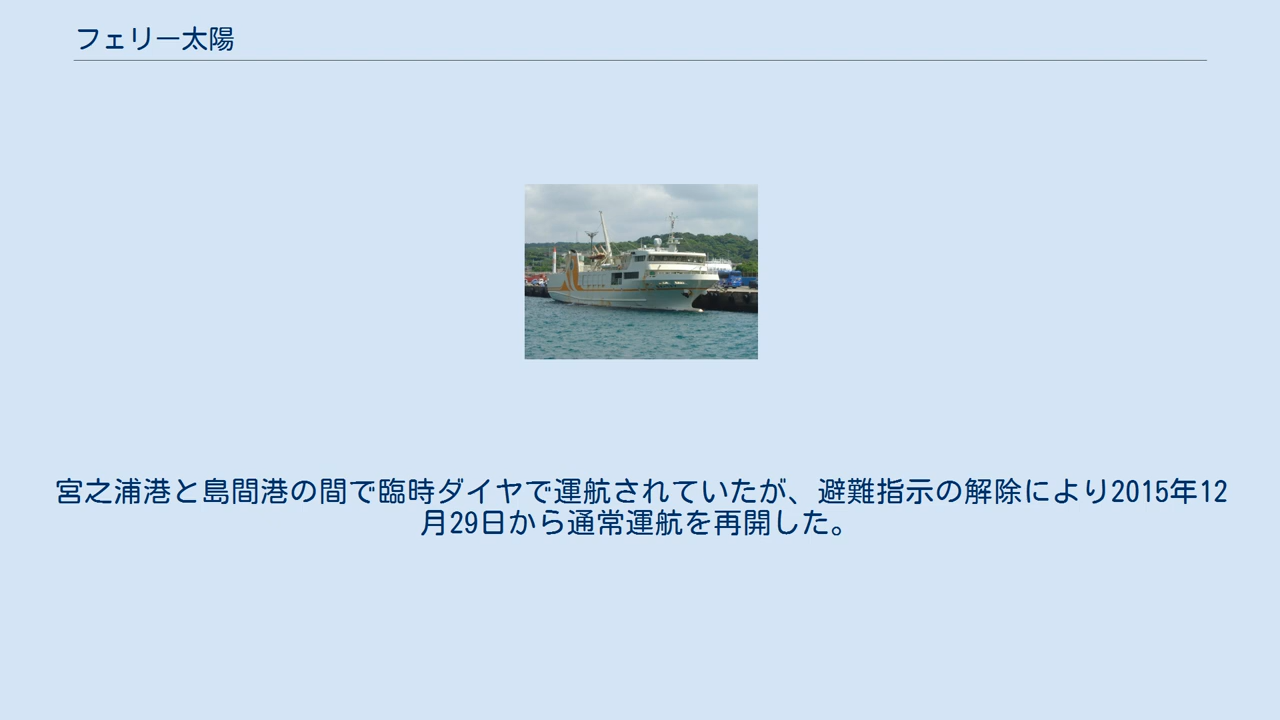 フェリー太陽
宮之浦港と島間港の間で臨時ダイヤで運航されていたが、避難指示の解除により2015年12
月29日から通常運航を再開した。